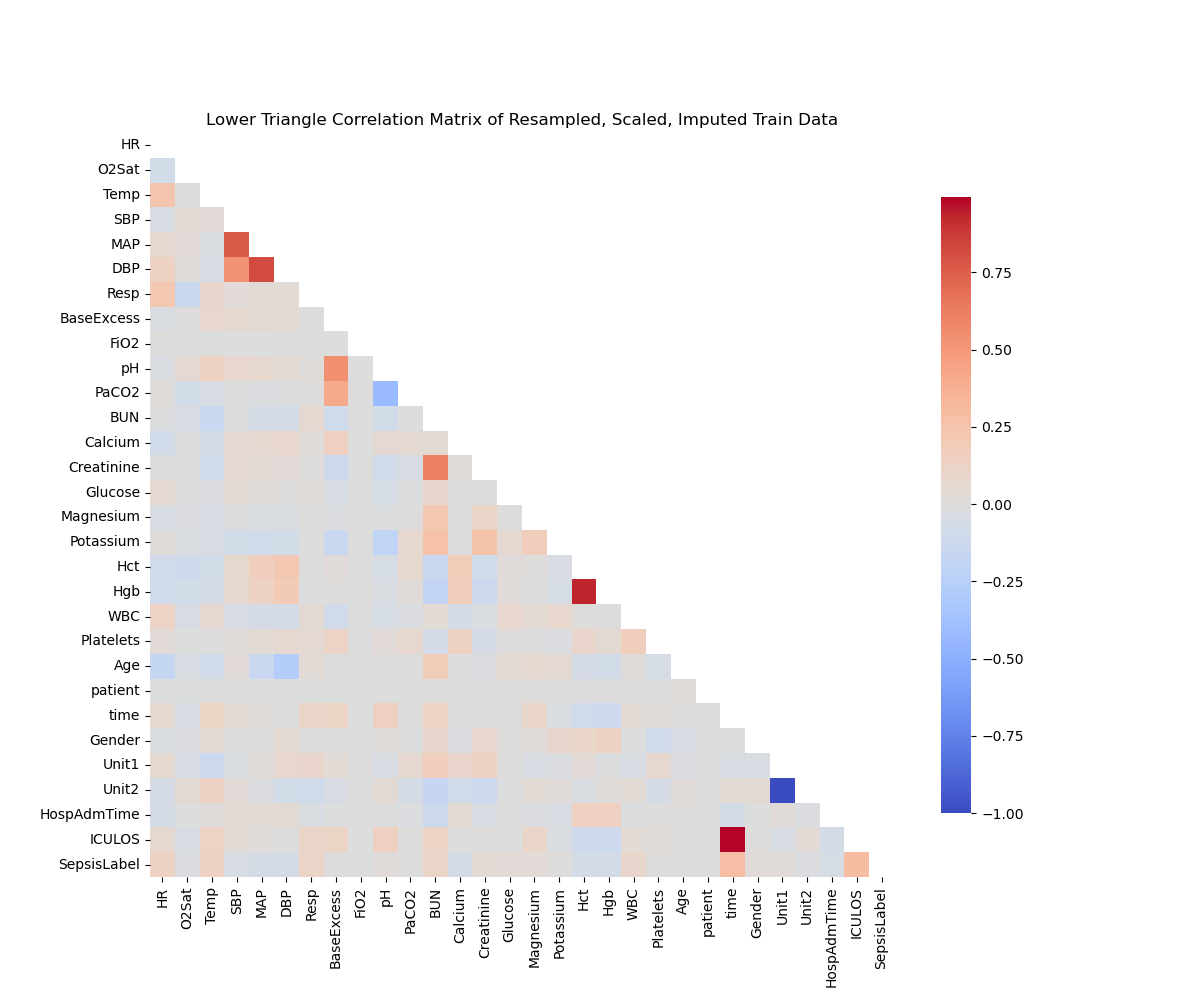 Lower Triangle Correlation Matrix of Resampled, Scaled, Imputed Train Data
HR
O2Sat
Temp
SBP
MAP
DBP
Resp
BaseExcess
FiO2
pH
PaCO2
BUN
Calcium
Creatinine
Glucose
Magnesium
Potassium
Hct
Hgb
WBC
Platelets
Age
patient
time
Gender
Unit1
Unit2
HospAdmTime
ICULOS
SepsisLabel
HR
O2Sat
Temp
SBP
MAP
DBP
Resp
BaseExcess
FiO2
pH
PaCO2
BUN
Calcium
Creatinine
Glucose
Magnesium
Potassium
Hct
Hgb
WBC
Platelets
Age
patient
time
Gender
Unit1
Unit2
HospAdmTime
ICULOS
SepsisLabel
0.75
0.50
0.25
0.00
−0.25
−0.50
−0.75
−1.00